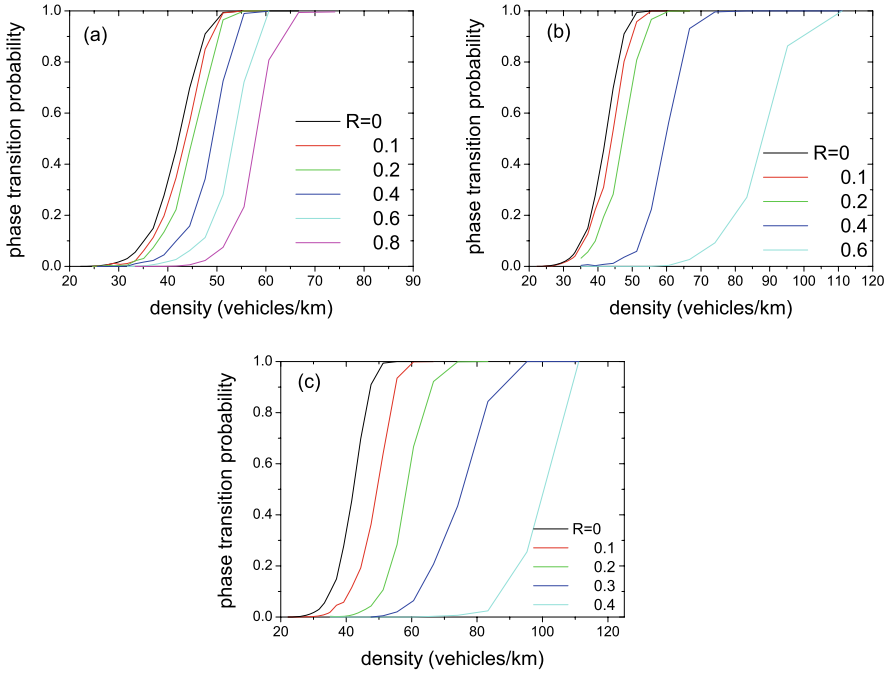 (a)
phase transition probability
1.0
0.8
0.6
0.4
0.2
0.0
20 30 40 50 60 70 80 90
density (vehicles/km)
R=0
0.1
0.2
0.4
0.6
0.8
(b)
phase transition probability
1.0
0.8
0.6
0.4
0.2
0.0
20 30 40 50 60 70 80 90 100 110 120
density (vehicles/km)
R=0
0.1
0.2
0.4
0.6
(c)
phase transition probability
1.0
0.8
0.6
0.4
0.2
0.0
20 40 60 80 100 120
density (vehicles/km)
R=0
0.1
0.2
0.3
0.4